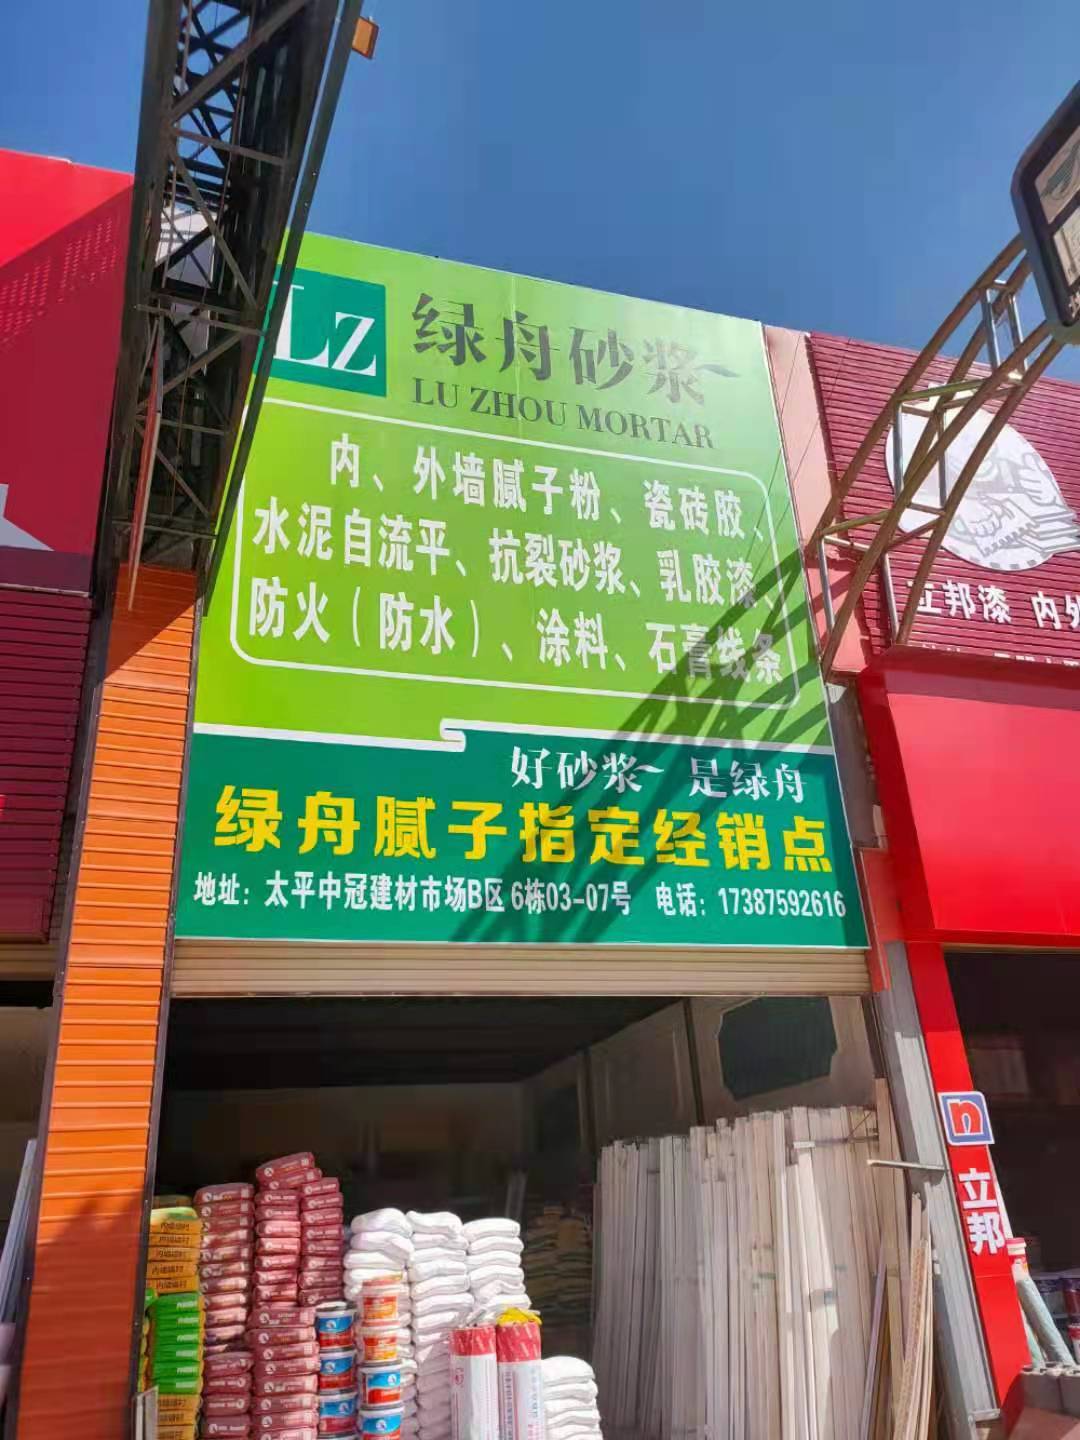 Lz
绿舟砂浆
LU ZHOU MORTAR
内、外墙腻子粉、瓷砖胶、
水泥自流平、抗裂砂浆、乳胶漆、
防火（防水）、涂料、石膏线条
好砂浆 是绿舟
绿舟腻子指定经销点
地址：太平中冠建材市场B区 6栋03-07号 电话：17387592616
立邦漆 内外
n
立邦